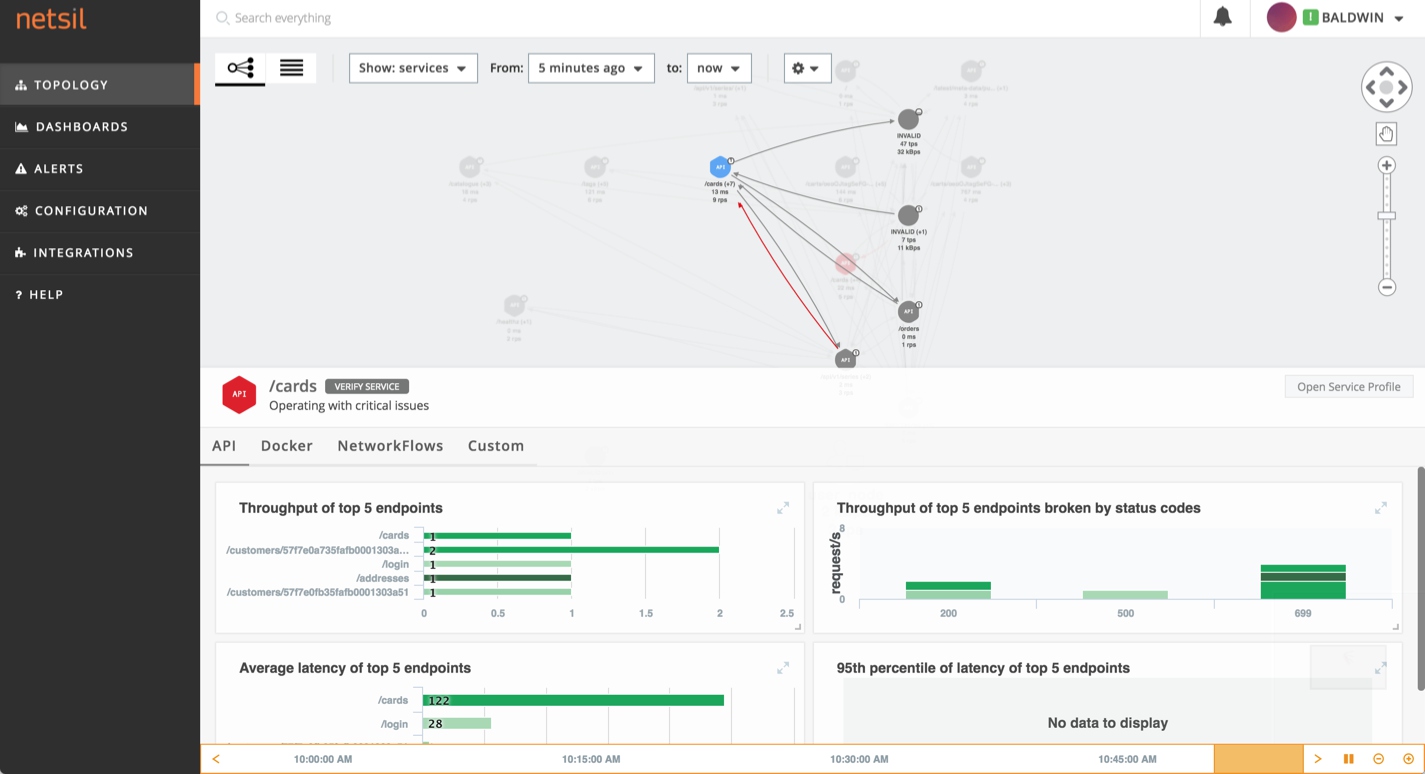 netsil
Search everything
! BALDWIN
TOPOLOGY
DASHBOARDS
ALERTS
CONFIGURATION
INTEGRATIONS
? HELP
Show: services
From:
5 minutes ago
to:
now
INVALID
47 tps
32 kBps
API
/cards (+7)
13 ms
9 rps
INVALID (+1)
7 tps
11 kBps
API
/orders
0 ms
1 rps
API
API
/cards
VERIFY SERVICE
Operating with critical issues
Open Service Profile
API
Docker
NetworkFlows
Custom
Throughput of top 5 endpoints
/cards
1
/customers/57f7e0a735fafb0001303a...
2
/login
1
/addresses
1
/customers/57f7e0fb35fafb0001303a51
1
0 0.5 1 1.5 2 2.5
Throughput of top 5 endpoints broken by status codes
request/s
8
0
200 500 699
Average latency of top 5 endpoints
/cards
122
/login
28
95th percentile of latency of top 5 endpoints
No data to display
10:00:00 AM 10:15:00 AM 10:30:00 AM 10:45:00 AM